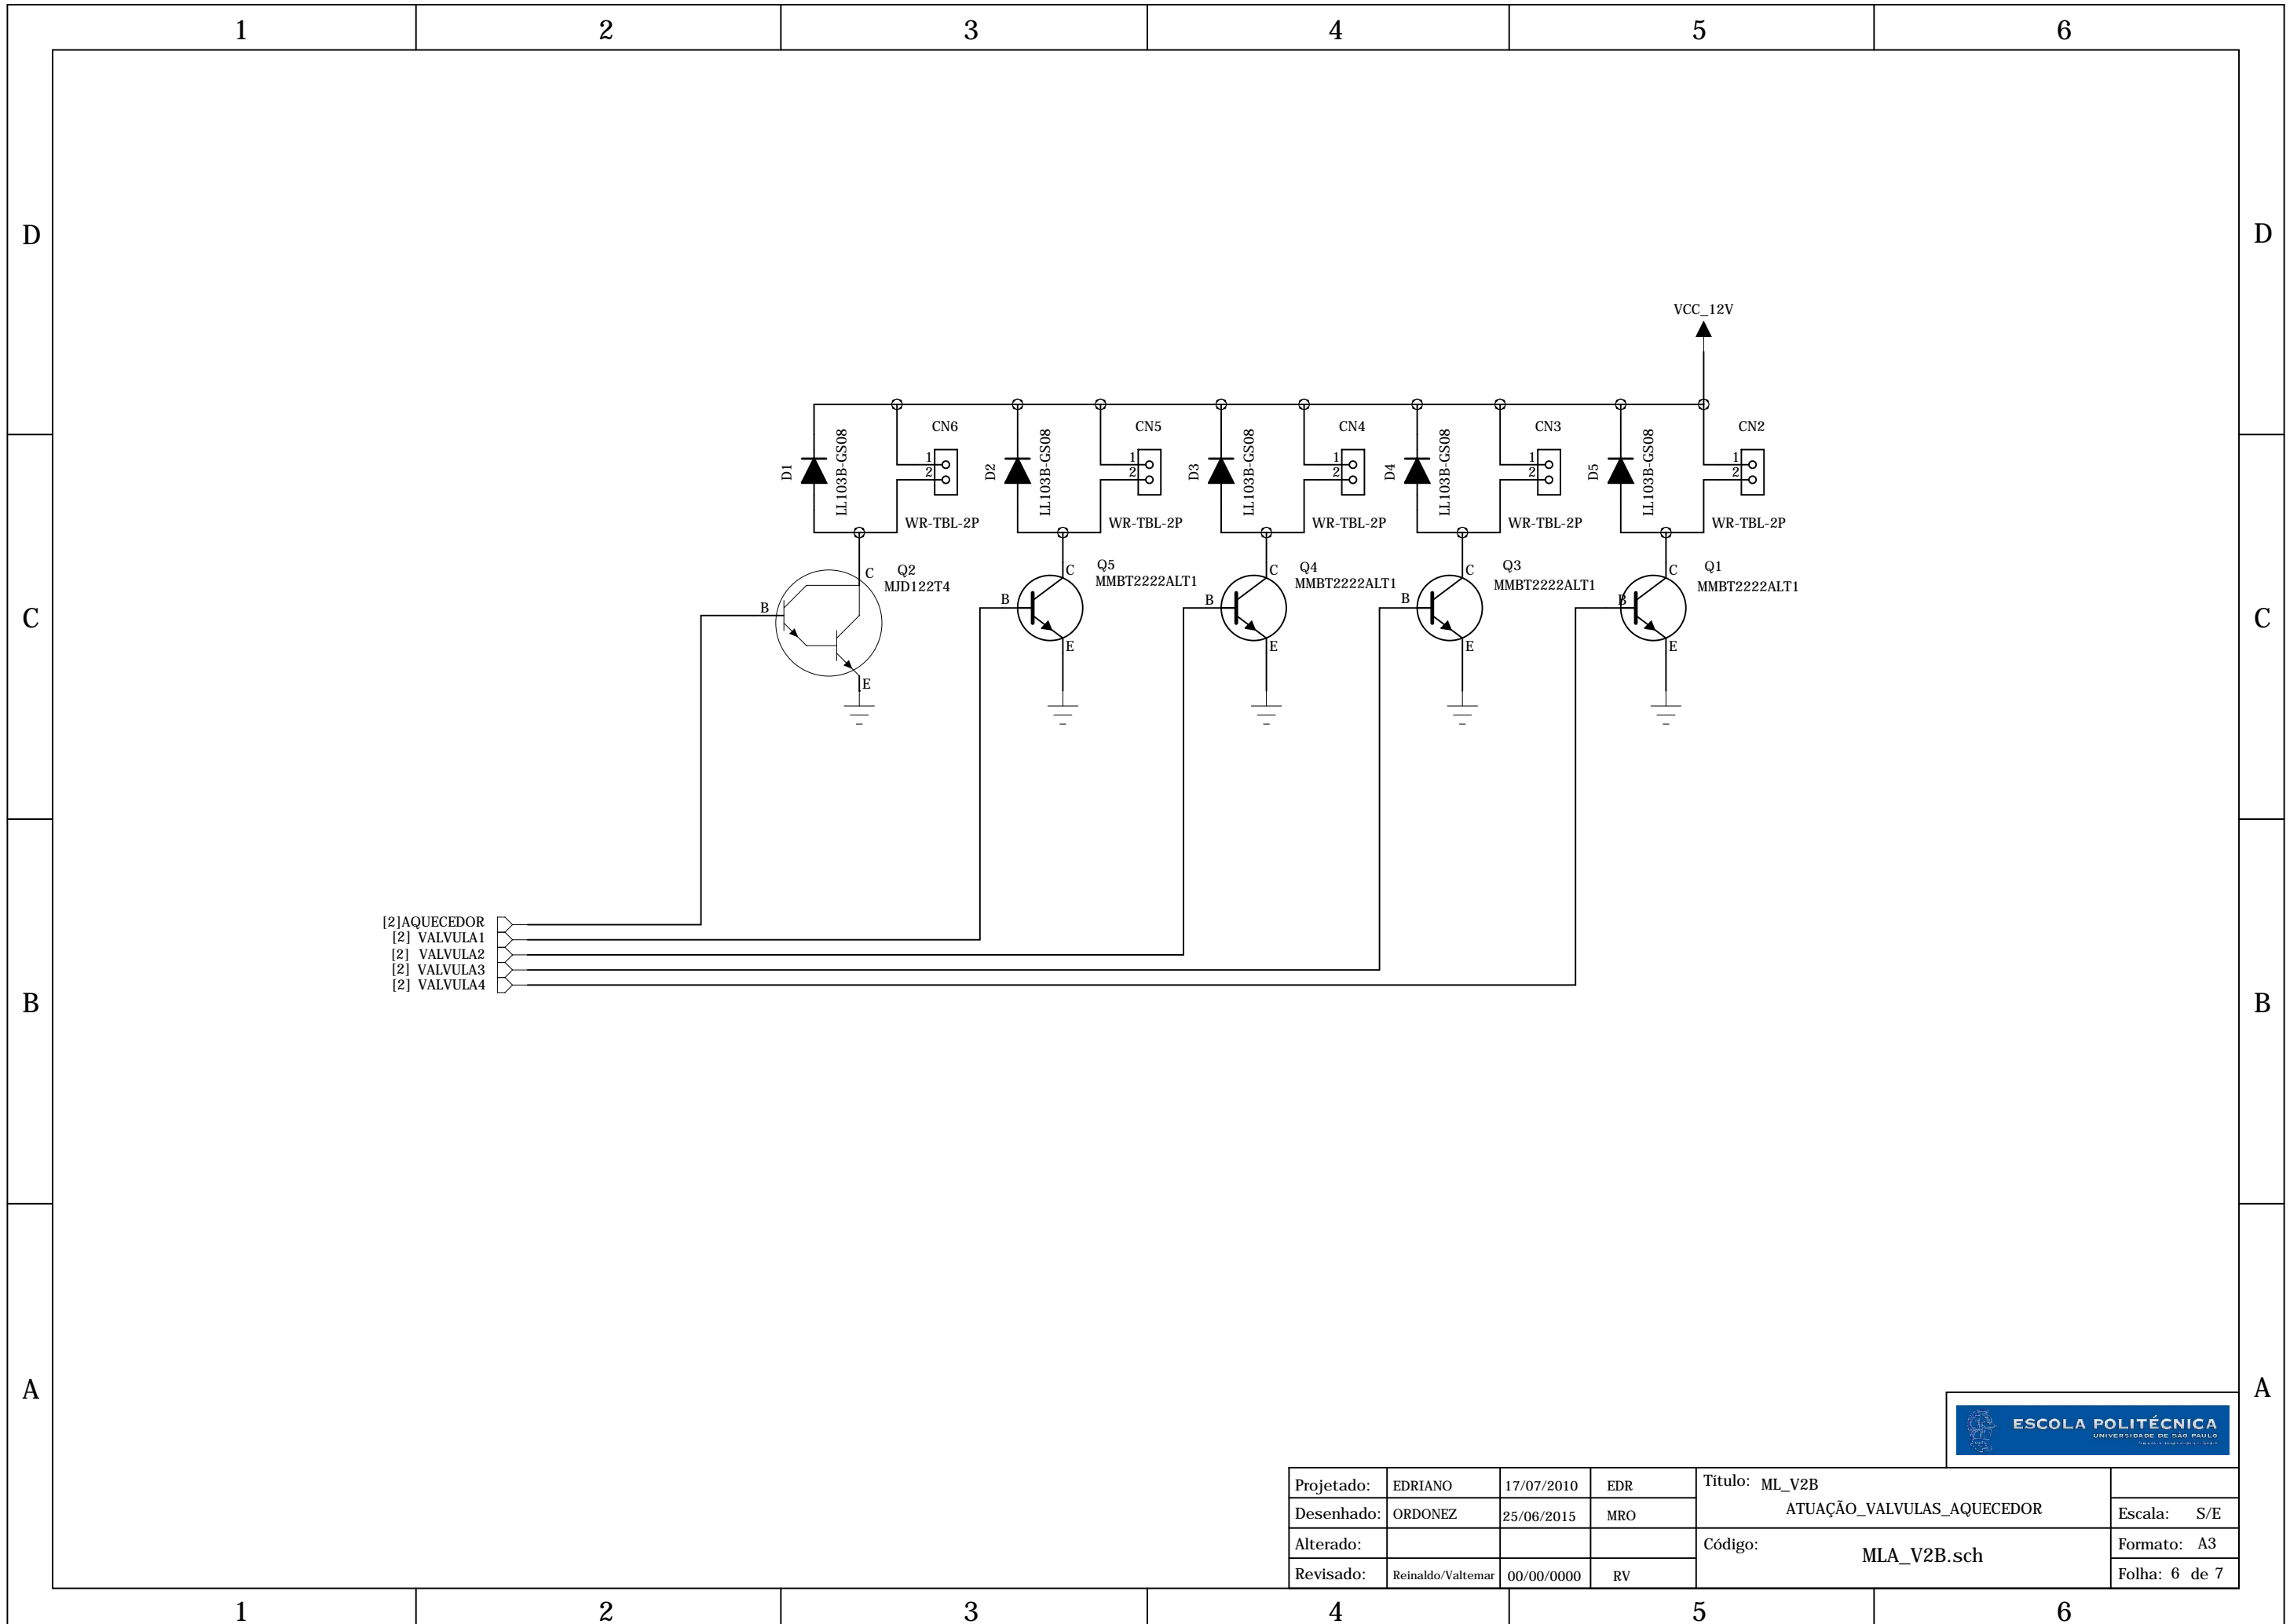 1 2 3 4 5 6
D D
VCC_12V
CN6 CN5 CN4 CN3 CN2
D1 LL103B-GS08 1 2 D2 LL103B-GS08 1 2 D3 LL103B-GS08 1 2 D4 LL103B-GS08 1 2 D5 LL103B-GS08 1 2
WR-TBL-2P WR-TBL-2P WR-TBL-2P WR-TBL-2P WR-TBL-2P
C Q2 C Q5 C Q4 C Q3 C Q1
MJD122T4 MMBT2222ALT1 MMBT2222ALT1 MMBT2222ALT1 MMBT2222ALT1
B B B B B
C C
E E E E E
[2]AQUECEDOR
[2] VALVULA1
[2] VALVULA2
[2] VALVULA3
[2] VALVULA4
B B
A A
ESCOLA POLITÉCNICA
UNIVERSIDADE DE SÃO PAULO
Projetado: EDRIANO 17/07/2010 EDR
Desenhado: ORDONEZ 25/06/2015 MRO
Alterado:
Revisado: Reinaldo/Valtemar 00/00/0000 RV
Título: ML_V2B
ATUAÇÃO_VALVULAS_AQUECEDOR
Código: MLA_V2B.sch
Escala: S/E
Formato: A3
Folha: 6 de 7
1 2 3 4 5 6